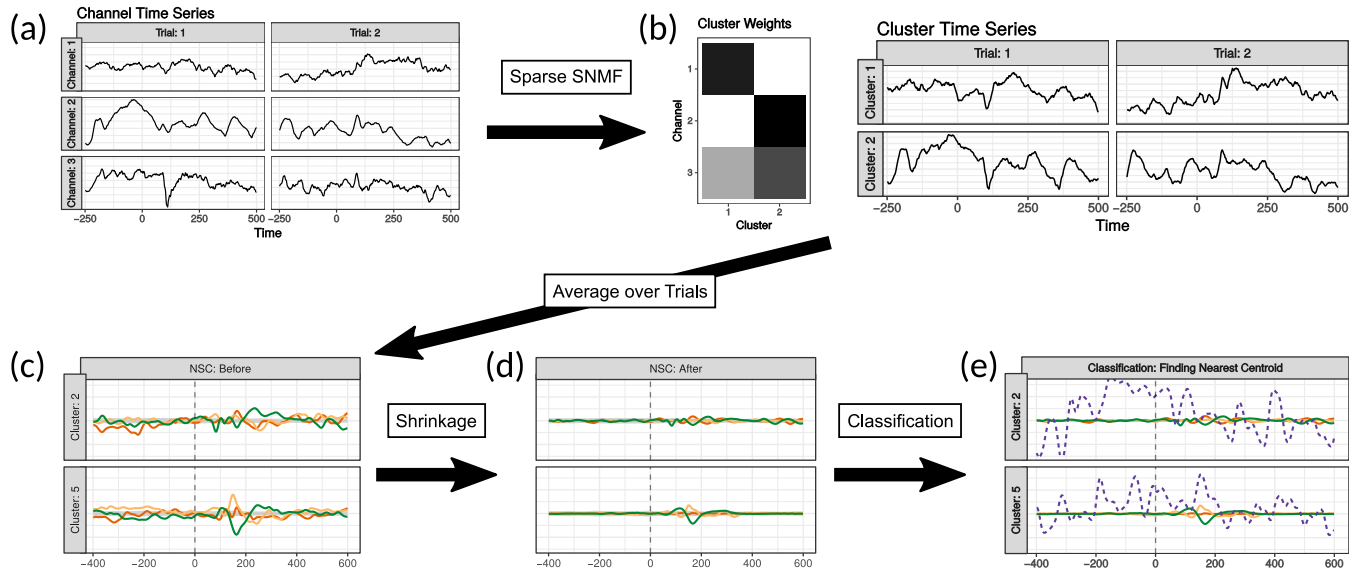 (a)
Channel Time Series
Trial: 1
Trial: 2
Channel: 1
Channel: 2
Channel: 3
−250 0 250 500
−250 0 250 500
Time
Sparse SNMF
(b)
Cluster Weights
Channel
1
2
3
1 2
Cluster
Cluster Time Series
Trial: 1
Trial: 2
Cluster: 1
Cluster: 2
−250 0 250 500
−250 0 250 500
Time
Average over Trials
(c)
NSC: Before
Cluster: 2
Cluster: 5
−400 −200 0 200 400 600
Shrinkage
(d)
NSC: After
−400 −200 0 200 400 600
Classification
(e)
Classification: Finding Nearest Centroid
Cluster: 2
Cluster: 5
−400 −200 0 200 400 600